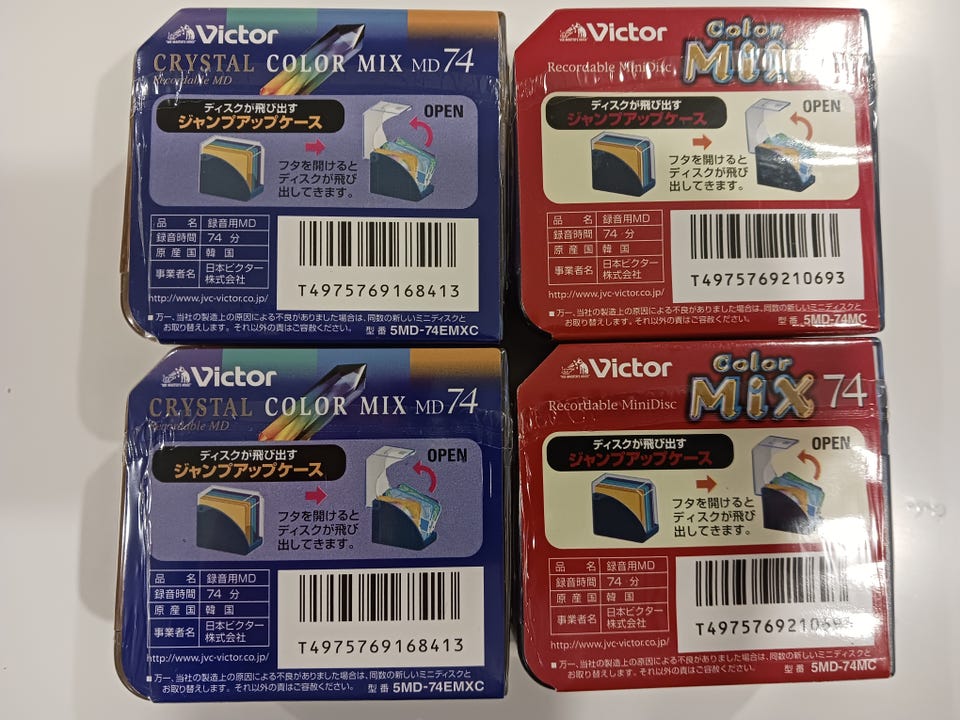 Victor
CRYSTAL COLOR MIX MD 74
Recordable MD
ディスクが飛び出す
ジャンプアップケース
OPEN
フタを開けると
ディスクが飛び
出してきます。
品 名 録音用MD
録音時間 74 分
原産国 韓 国
事業者名 日本ビクター
株式会社
T4975769168413
http://www.jvc-victor.co.jp/
■万一、当社の製造上の原因による不良がありました場合は、同数の新しいミニディスクと
お取り替えします。それ以外の責はご容赦ください。
型番 5MD-74EMXC
Victor
Color
MiX
Recordable MiniDisc
ディスクが飛び出す
ジャンプアップケース
OPEN
フタを開けると
ディスクが飛び
出してきます。
品 名 録音用MD
録音時間 74 分
原産国 韓 国
事業者名 日本ビクター
株式会社
T4975769210693
http://www.jvc-victor.co.jp/
■万一、当社の製造上の原因による不良がありました場合は、同数の新しいミニディスクと
お取り替えします。それ以外の責はご容赦ください。
型番 5MD-74MC
Victor
CRYSTAL COLOR MIX MD 74
Recordable MD
ディスクが飛び出す
ジャンプアップケース
OPEN
フタを開けると
ディスクが飛び
出してきます。
品 名 録音用MD
録音時間 74 分
原産国 韓 国
事業者名 日本ビクター
株式会社
T4975769168413
http://www.jvc-victor.co.jp/
■万一、当社の製造上の原因による不良がありました場合は、同数の新しいミニディスクと
お取り替えします。それ以外の責はご容赦ください。
型番 5MD-74EMXC
Victor
Color
MiX 74
Recordable MiniDisc
ディスクが飛び出す
ジャンプアップケース
OPEN
フタを開けると
ディスクが飛び
出してきます。
品 名 録音用MD
録音時間 74 分
原産国 韓 国
事業者名 日本ビクター
株式会社
T4975769210693
http://www.jvc-victor.co.jp/
■万一、当社の製造上の原因による不良がありました場合は、同数の新しいミニディスクと
お取り替えします。それ以外の責はご容赦ください。
型番 5MD-74MC